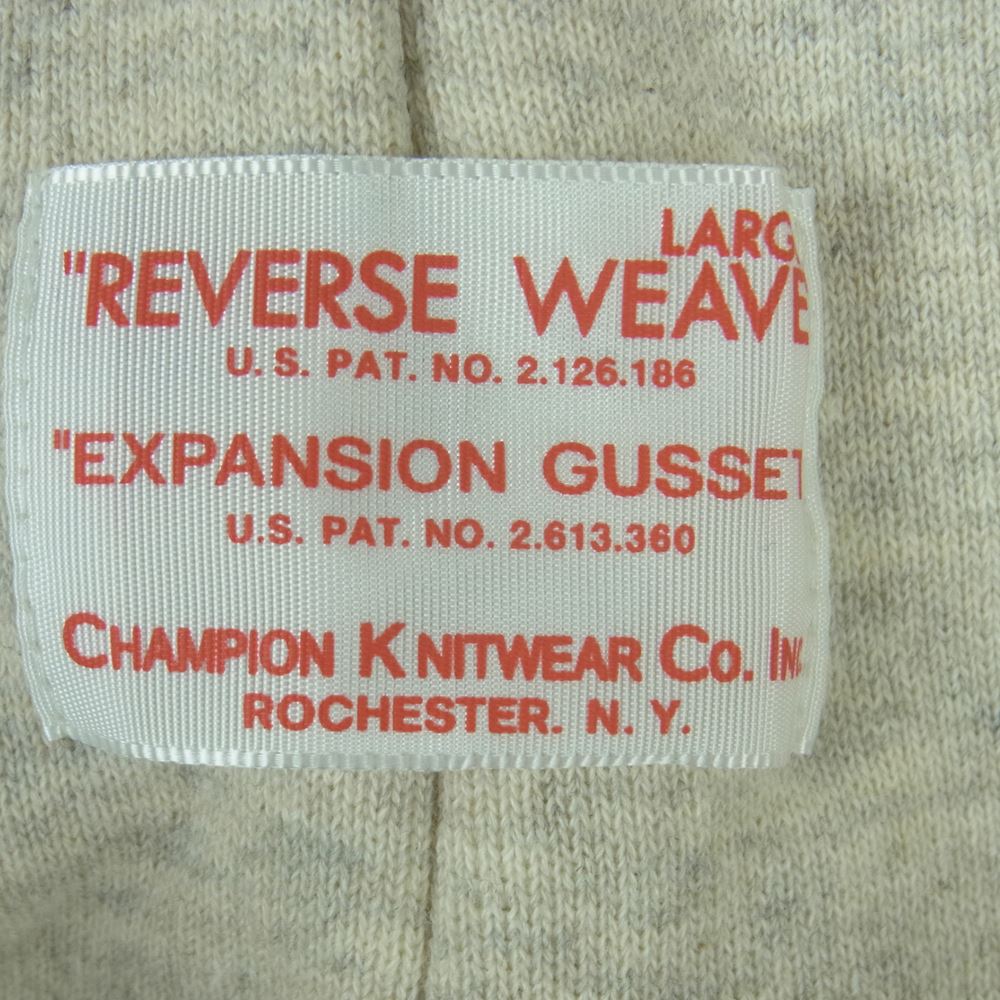 LARG
"REVERSE WEAVE
U.S. PAT. NO. 2.126.186
"EXPANSION GUSSET
U.S. PAT. NO. 2.613.360
CHAMPION KNITWEAR CO. INC
ROCHESTER. N. Y.